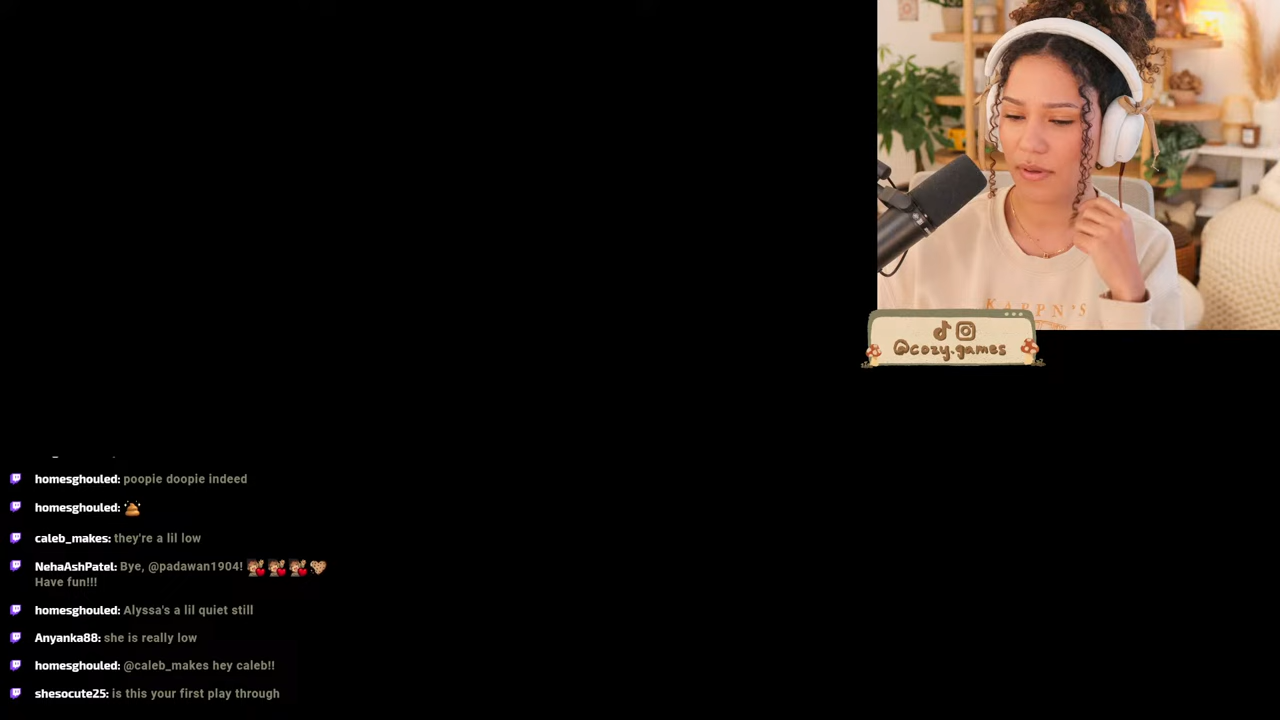 KAPPN'S
@cozy.games
homesghouled: poopie doopie indeed
homesghouled:
caleb_makes: they're a lil low
NehaAshPatel: Bye, @padawan1904!
Have fun!!!
homesghouled: Alyssa's a lil quiet still
Anyanka88: she is really low
homesghouled: @caleb_makes hey caleb!!
shesocute25: is this your first play through